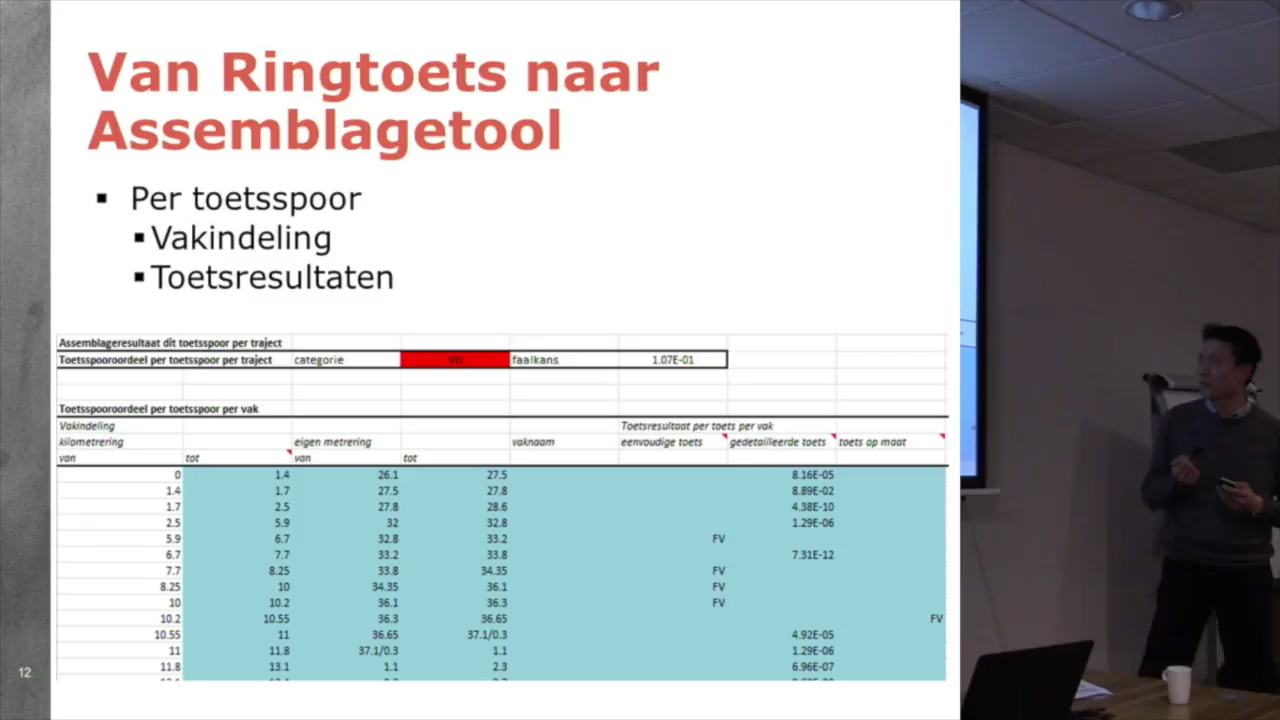 Van Ringtoets naar
Assemblagetool
▪ Per toetsspoor
▪Vakindeling
▪Toetsresultaten
Assemblageresultaat dit toetsspoor per traject
Toetsspooroordeel per toetsspoor per traject categorie faalkans 1.07E-01
Toetsspooroordeel per toetsspoor per vak
Vakindeling Toetsresultaat per toets per vak
kilometrering eigen metrering vaknaam eenvoudige toets gedetailleerde toets toets op maat
van tot van tot
0 1.4 26.1 27.5 8.16E-05
1.4 1.7 27.5 27.8 8.89E-02
1.7 2.5 27.8 28.6 4.38E-10
2.5 5.9 32 32.8 1.29E-06
5.9 6.7 32.8 33.2 FV
6.7 7.7 33.2 33.8 7.31E-12
7.7 8.25 33.8 34.35 FV
8.25 10 34.35 36.1 FV
10 10.2 36.1 36.3 FV
10.2 10.55 36.3 36.65 FV
10.55 11 36.65 37.1/0.3 4.92E-05
11 11.8 37.1/0.3 1.1 1.29E-06
11.8 13.1 1.1 2.3 6.96E-07
12